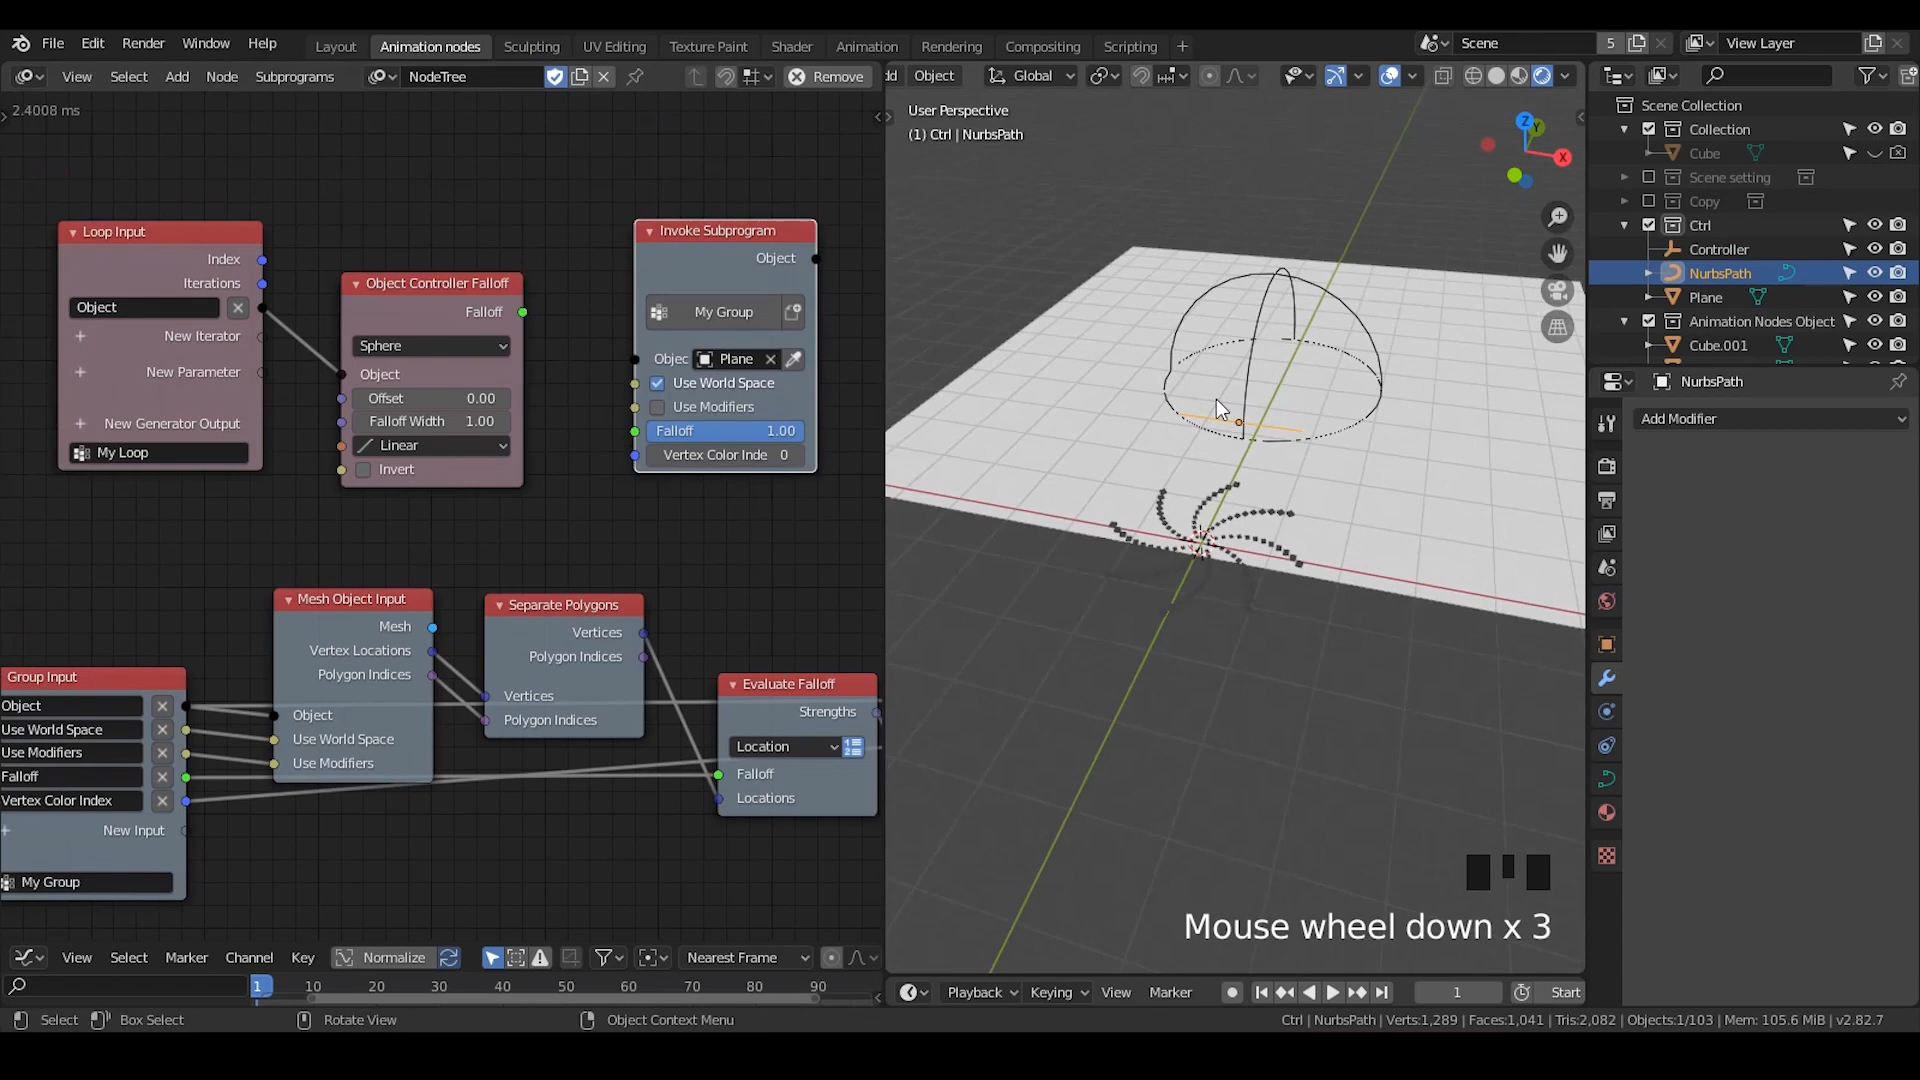 File Edit Render Window Help Layout Animation nodes Sculpting UV Editing Texture Paint Shader Animation Rendering Compositing Scripting Scene 5 View Layer
View Select Add Node Subprograms NodeTree Remove
Object Global
2.4008 ms
User Perspective
(1) Ctrl | NurbsPath
Z
Y
X
Loop Input
Index
Iterations
Object
New Iterator
New Parameter
New Generator Output
My Loop
Object Controller Falloff
Falloff
Sphere
Object
Offset 0.00
Falloff Width 1.00
Linear
Invert
Invoke Subprogram
Object
My Group
Objec Plane
Use World Space
Use Modifiers
Falloff 1.00
Vertex Color Inde 0
Mesh Object Input
Mesh
Vertex Locations
Polygon Indices
Object
Use World Space
Use Modifiers
Separate Polygons
Vertices
Polygon Indices
Vertices
Polygon Indices
Group Input
Object
Use World Space
Use Modifiers
Falloff
Vertex Color Index
New Input
My Group
Evaluate Falloff
Strengths
Location
Falloff
Locations
Mouse wheel down x 3
Scene Collection
Collection
Cube
Scene setting
Copy
Ctrl
Controller
NurbsPath
Plane
Animation Nodes Object
Cube.001
NurbsPath
Add Modifier
View Select Marker Channel Key Normalize Nearest Frame
1 10 20 30 40 50 60 70 80 90
Playback Keying View Marker 1 Start
Select Box Select Rotate View Object Context Menu
Ctrl | NurbsPath | Verts:1,289 | Faces:1,041 | Tris:2,082 | Objects:1/103 | Mem: 105.6 MiB | v2.82.7